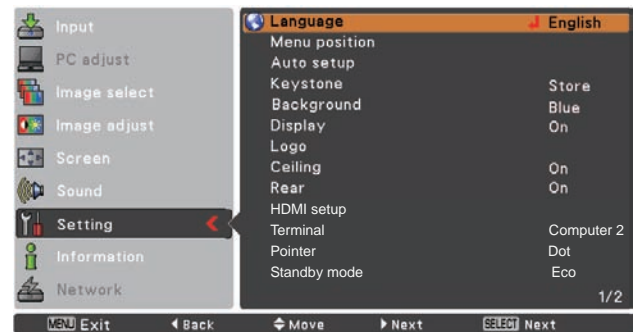 Input
PC adjust
Image select
Image adjust
Screen
Sound
Setting
Information
Network
Language English
Menu position
Auto setup
Keystone Store
Background Blue
Display On
Logo
Ceiling On
Rear On
HDMI setup
Terminal Computer 2
Pointer Dot
Standby mode Eco
1/2
MENU Exit Back Move Next SELECT Next